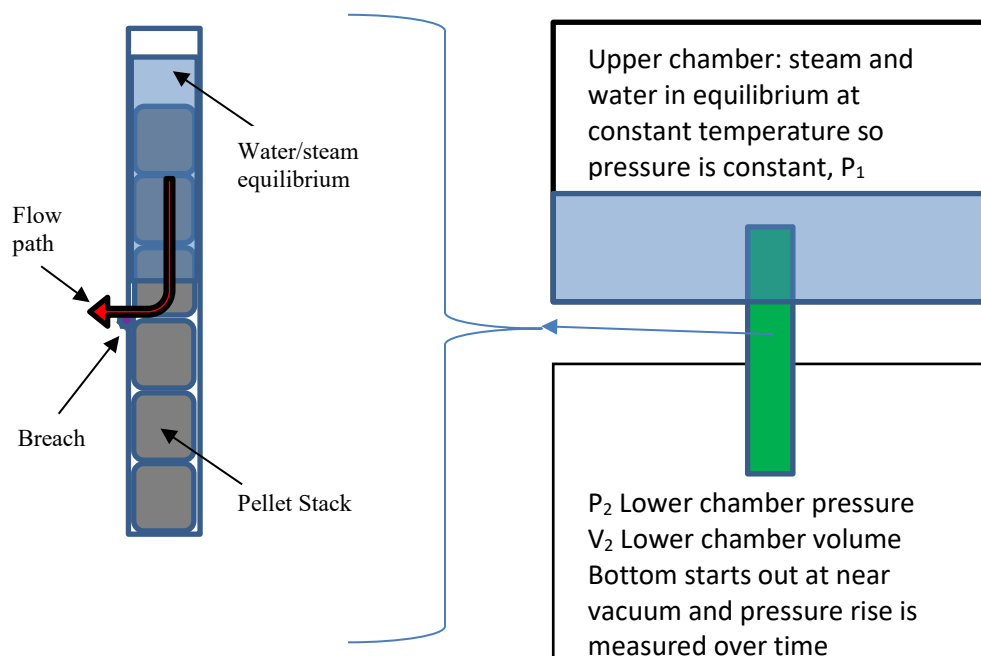 Water/steam
equilibrium
Flow
path
Breach
Pellet Stack
Upper chamber: steam and
water in equilibrium at
constant temperature so
pressure is constant, P₁
P₂ Lower chamber pressure
V₂ Lower chamber volume
Bottom starts out at near
vacuum and pressure rise is
measured over time